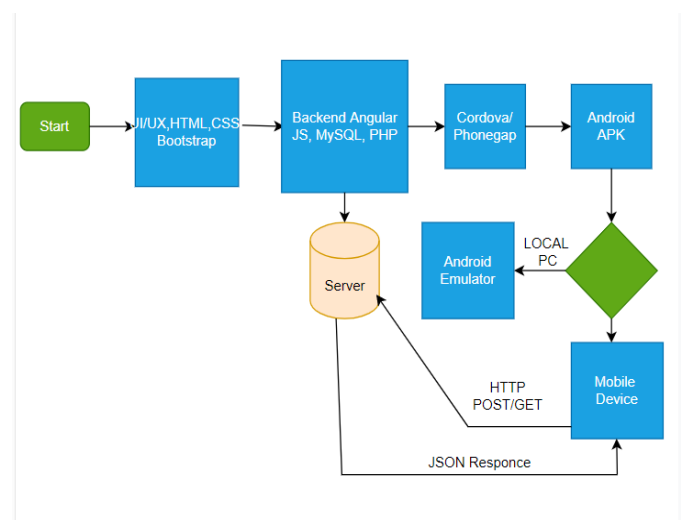 Start
UI/UX,HTML,CSS
Bootstrap
Backend Angular
JS, MySQL, PHP
Cordova/
Phonegap
Android
APK
Server
Android
Emulator
LOCAL
PC
Mobile
Device
HTTP
POST/GET
JSON Responce